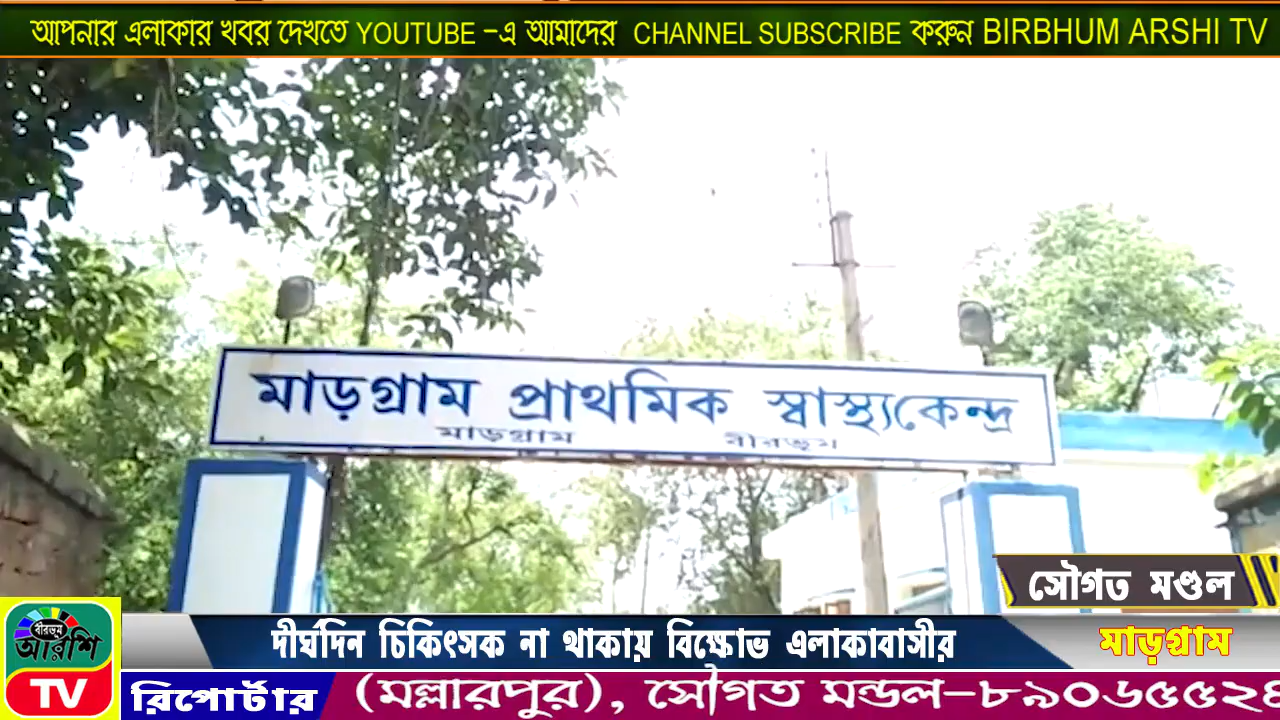 আপনার এলাকার খবর দেখতে YOUTUBE -এ আমাদের CHANNEL SUBSCRIBE করুন BIRBHUM ARSHI TV
মাড়গ্রাম প্রাথমিক স্বাস্থ্যকেন্দ্র
মাড়গ্রাম বীরভূম
সৌগত মণ্ডল
দীর্ঘদিন চিকিৎসক না থাকায় বিক্ষোভ এলাকাবাসীর
মাড়গ্রাম
বীরভূম
আরশি
TV
রিপোর্টার (মল্লারপুর), সৌগত মন্ডল-৮৯০৬৫৫২৪